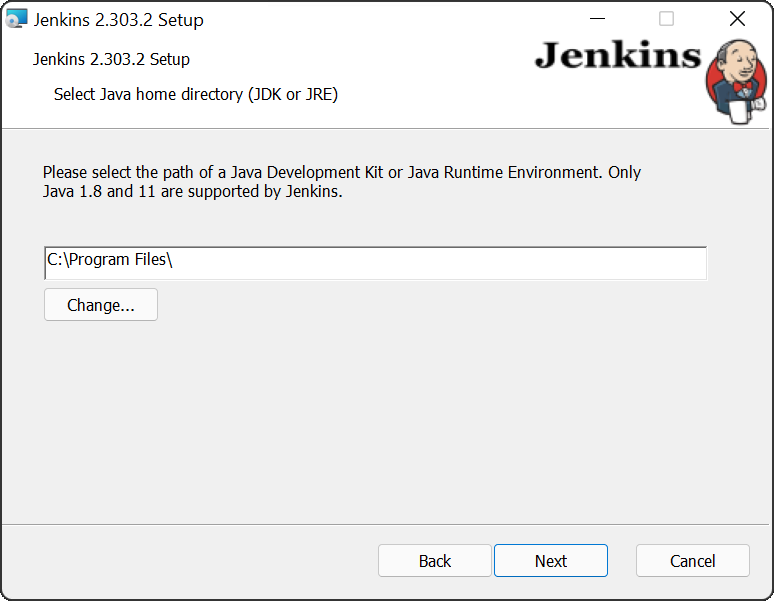 Jenkins 2.303.2 Setup
Jenkins 2.303.2 Setup
Jenkins
Select Java home directory (JDK or JRE)
Please select the path of a Java Development Kit or Java Runtime Environment. Only
Java 1.8 and 11 are supported by Jenkins.
C:\Program Files\
Change...
Back
Next
Cancel